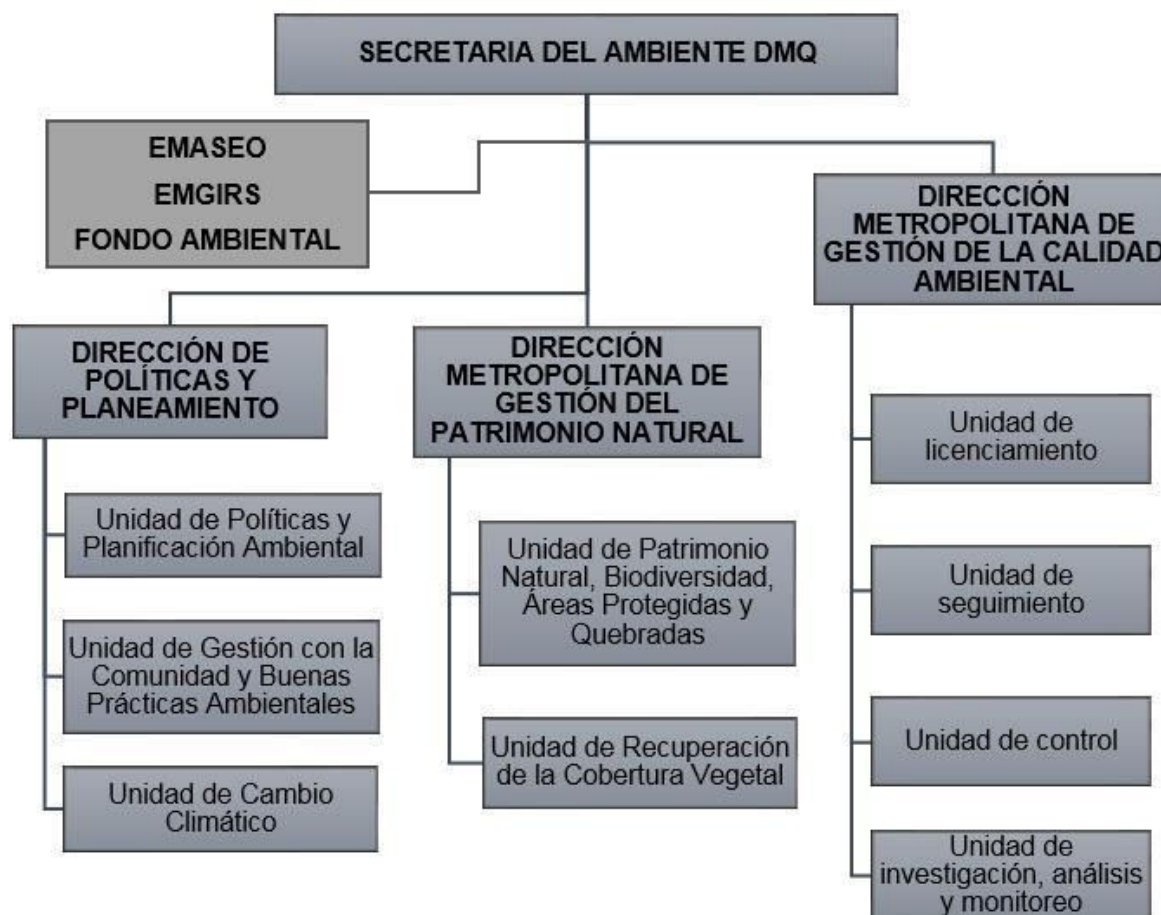 SECRETARIA DEL AMBIENTE DMQ
EMASEO
EMGIRS
FONDO AMBIENTAL
DIRECCIÓN DE
POLÍTICAS Y
PLANEAMIENTO
Unidad de Políticas y
Planificación Ambiental
Unidad de Gestión con la
Comunidad y Buenas
Prácticas Ambientales
Unidad de Cambio
Climático
DIRECCIÓN
METROPOLITANA DE
GESTIÓN DEL
PATRIMONIO NATURAL
Unidad de Patrimonio
Natural, Biodiversidad,
Áreas Protegidas y
Quebradas
Unidad de Recuperación
de la Cobertura Vegetal
DIRECCIÓN
METROPOLITANA DE
GESTIÓN DE LA CALIDAD
AMBIENTAL
Unidad de
licenciamiento
Unidad de
seguimiento
Unidad de control
Unidad de
investigación, análisis
y monitoreo